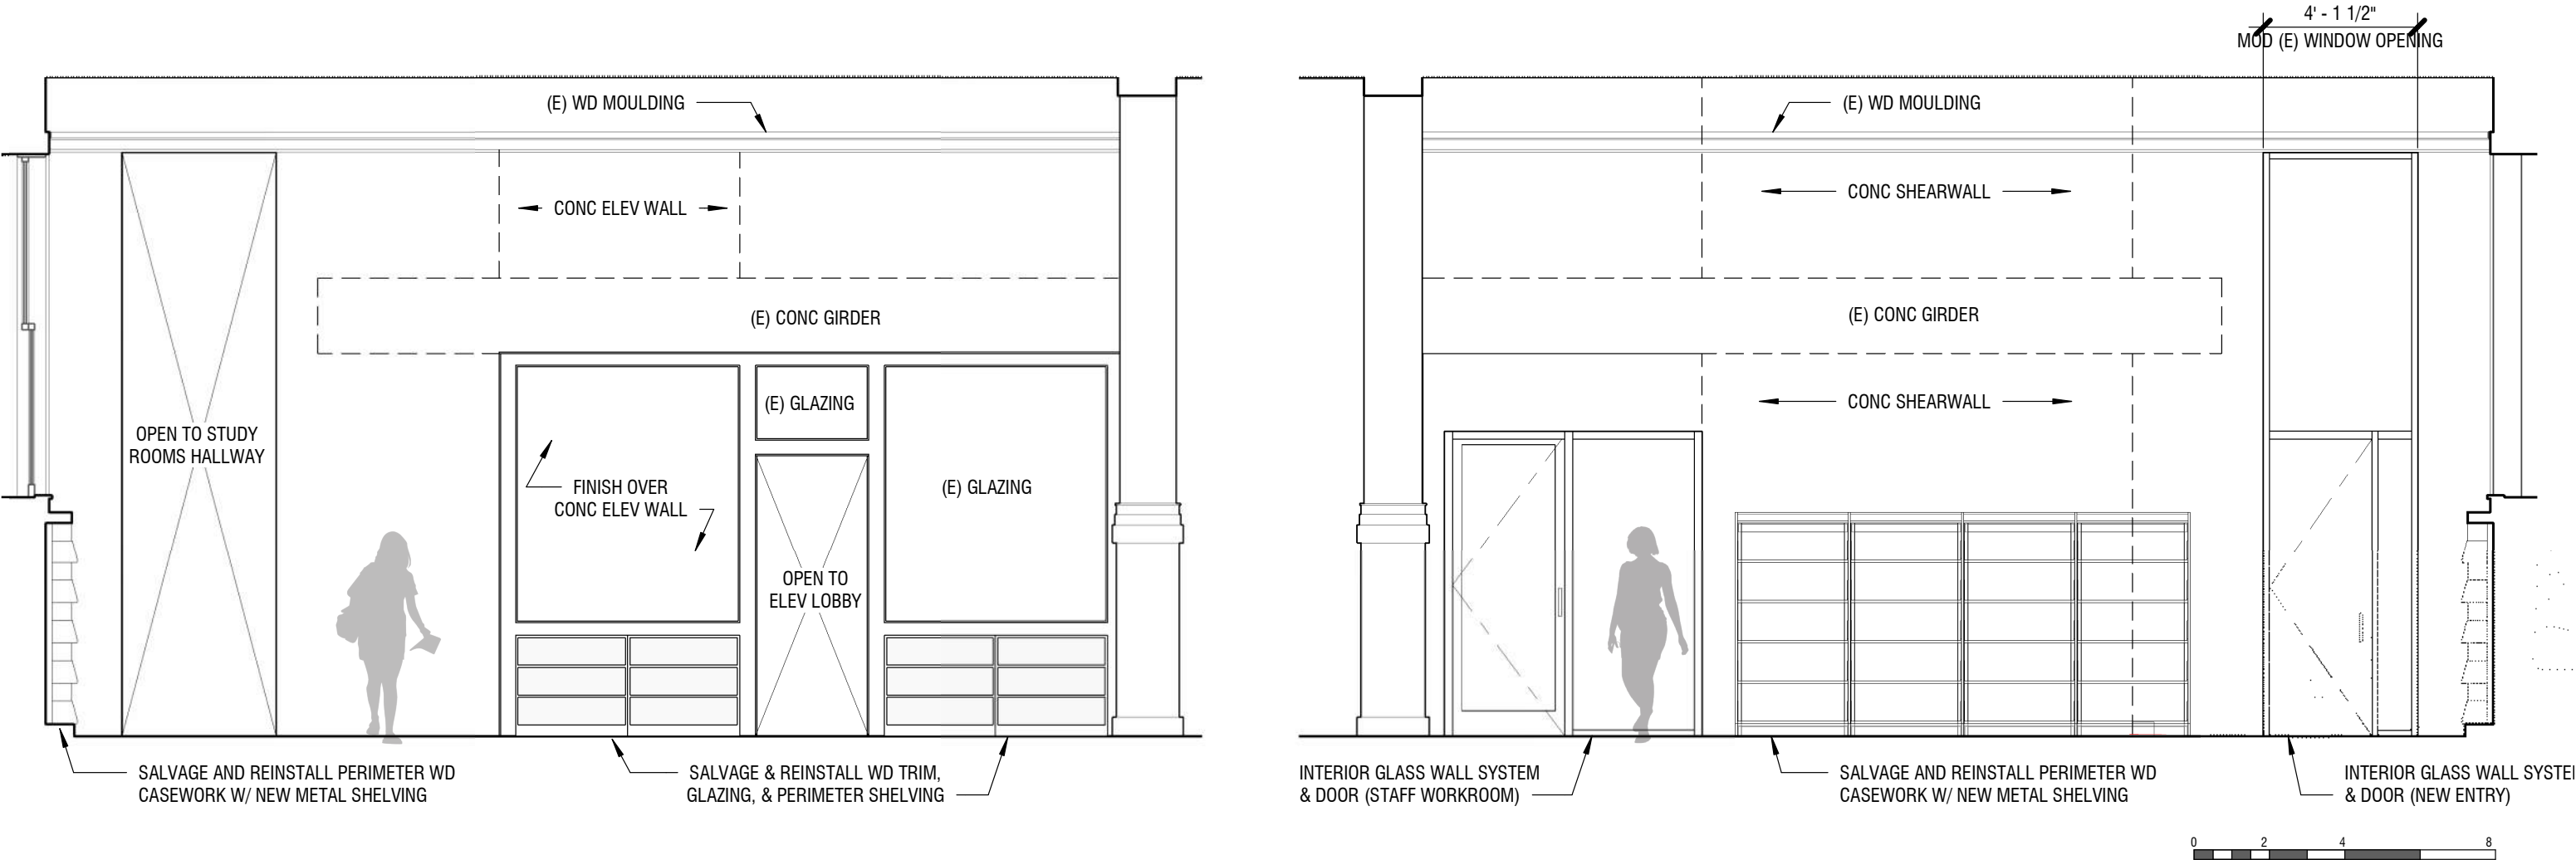 4' - 1 1/2"
MOD (E) WINDOW OPENING
(E) WD MOULDING
CONC ELEV WALL
(E) CONC GIRDER
OPEN TO STUDY
ROOMS HALLWAY
(E) GLAZING
FINISH OVER
CONC ELEV WALL
(E) GLAZING
OPEN TO
ELEV LOBBY
SALVAGE AND REINSTALL PERIMETER WD
CASEWORK W/ NEW METAL SHELVING
SALVAGE & REINSTALL WD TRIM,
GLAZING, & PERIMETER SHELVING
(E) WD MOULDING
CONC SHEARWALL
(E) CONC GIRDER
CONC SHEARWALL
INTERIOR GLASS WALL SYSTEM
& DOOR (STAFF WORKROOM)
SALVAGE AND REINSTALL PERIMETER WD
CASEWORK W/ NEW METAL SHELVING
INTERIOR GLASS WALL SYSTE
& DOOR (NEW ENTRY)
0 2 4 8